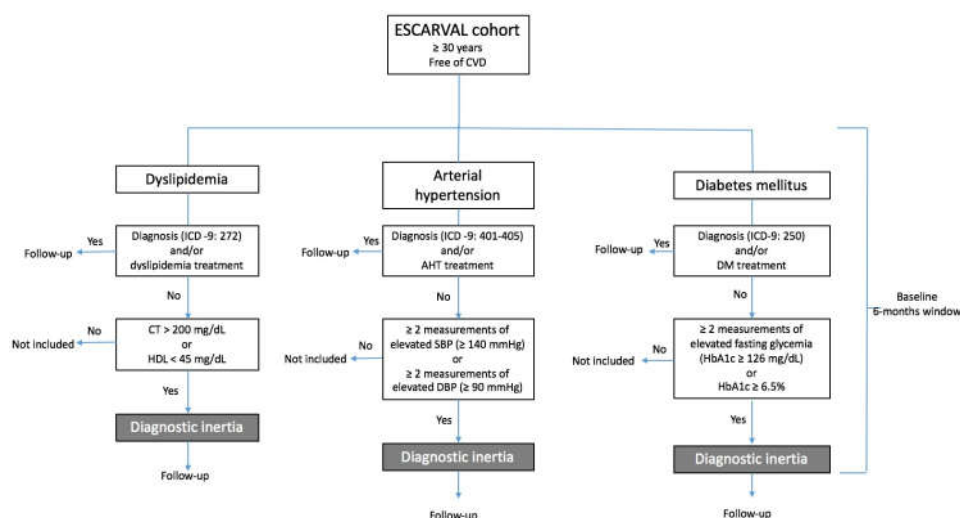 ESCARVAL cohort
≥ 30 years
Free of CVD
Dyslipidemia
Diagnosis (ICD -9: 272)
and/or
dyslipidemia treatment
Yes
Follow-up
No
CT > 200 mg/dL
or
HDL < 45 mg/dL
No
Not included
Yes
Diagnostic inertia
Follow-up
Arterial
hypertension
Diagnosis (ICD -9: 401-405)
and/or
AHT treatment
Yes
Follow-up
No
≥ 2 measurements of
elevated SBP (≥ 140 mmHg)
or
≥ 2 measurements of
elevated DBP (≥ 90 mmHg)
No
Not included
Yes
Diagnostic inertia
Follow-up
Diabetes mellitus
Diagnosis (ICD-9: 250)
and/or
DM treatment
Yes
Follow-up
No
≥ 2 measurements of
elevated fasting glycemia
(HbA1c ≥ 126 mg/dL)
or
HbA1c ≥ 6.5%
No
Not included
Yes
Diagnostic inertia
Follow-up
Baseline
6-months window